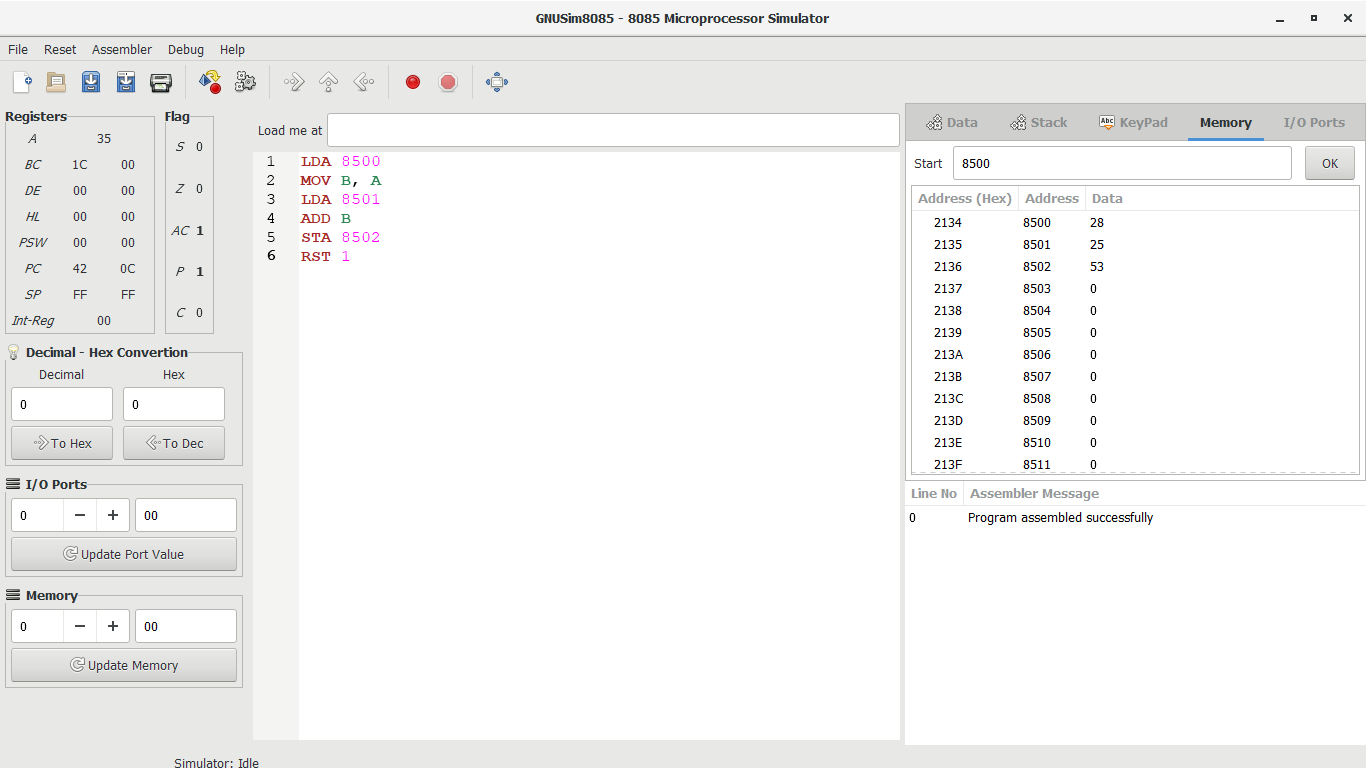 GNUSim8085 - 8085 Microprocessor Simulator
File Reset Assembler Debug Help
Registers
A 35
BC 1C 00
DE 00 00
HL 00 00
PSW 00 00
PC 42 0C
SP FF FF
Int-Reg 00
Flag
S 0
Z 0
AC 1
P 1
C 0
Decimal - Hex Convertion
Decimal Hex
0 0
To Hex To Dec
I/O Ports
0 − + 00
Update Port Value
Memory
0 − + 00
Update Memory
Load me at
1 LDA 8500
2 MOV B, A
3 LDA 8501
4 ADD B
5 STA 8502
6 RST 1
Data Stack Abc KeyPad Memory I/O Ports
Start 8500 OK
Address (Hex) Address Data
2134 8500 28
2135 8501 25
2136 8502 53
2137 8503 0
2138 8504 0
2139 8505 0
213A 8506 0
213B 8507 0
213C 8508 0
213D 8509 0
213E 8510 0
213F 8511 0
Line No Assembler Message
0 Program assembled successfully
Simulator: Idle